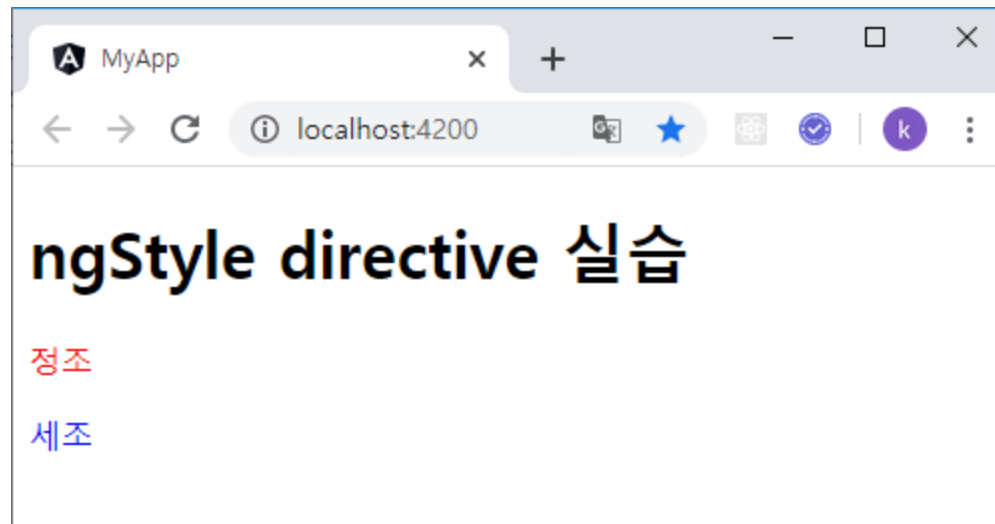 MyApp
localhost:4200
k
ngStyle directive 실습
정조
세조